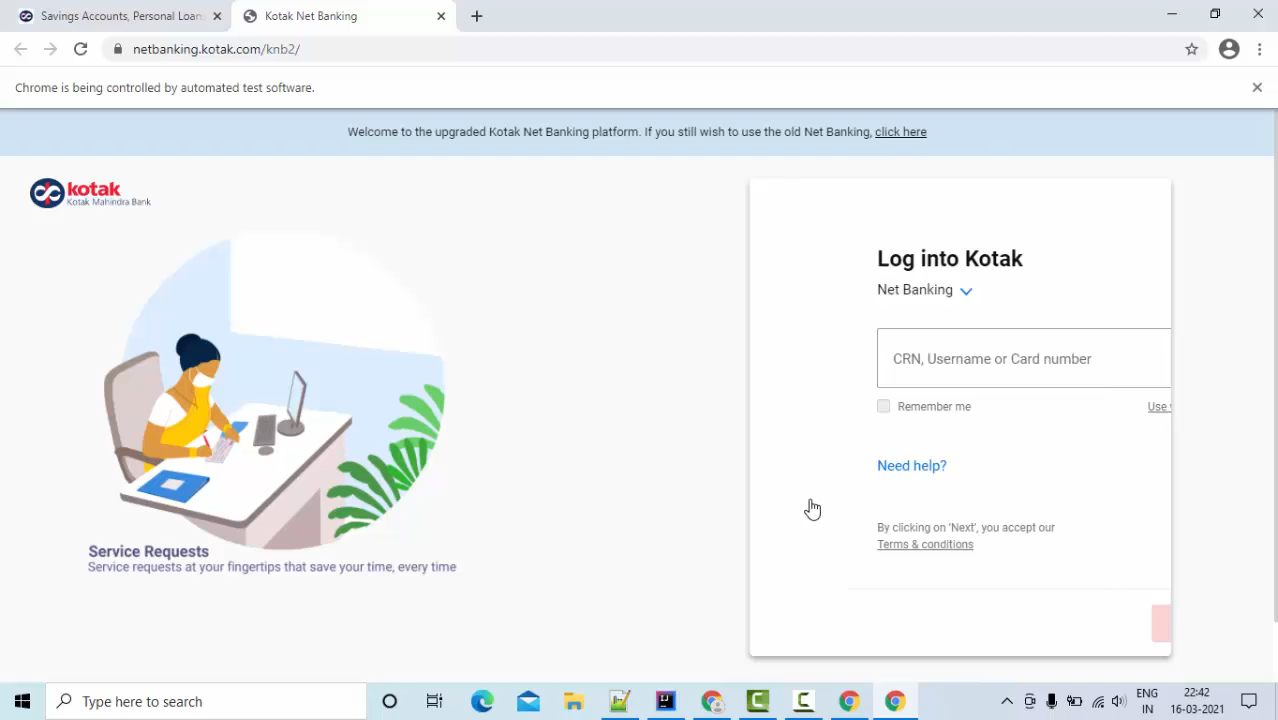 Savings Accounts, Personal Loan
Kotak Net Banking
netbanking.kotak.com/knb2/
Chrome is being controlled by automated test software.
Welcome to the upgraded Kotak Net Banking platform. If you still wish to use the old Net Banking, click here
kotak
Kotak Mahindra Bank
Log into Kotak
Net Banking
CRN, Username or Card number
Remember me
Use
Need help?
By clicking on 'Next', you accept our
Terms & conditions
Service Requests
Service requests at your fingertips that save your time, every time
Type here to search
ENG
IN
22:42
16-03-2021